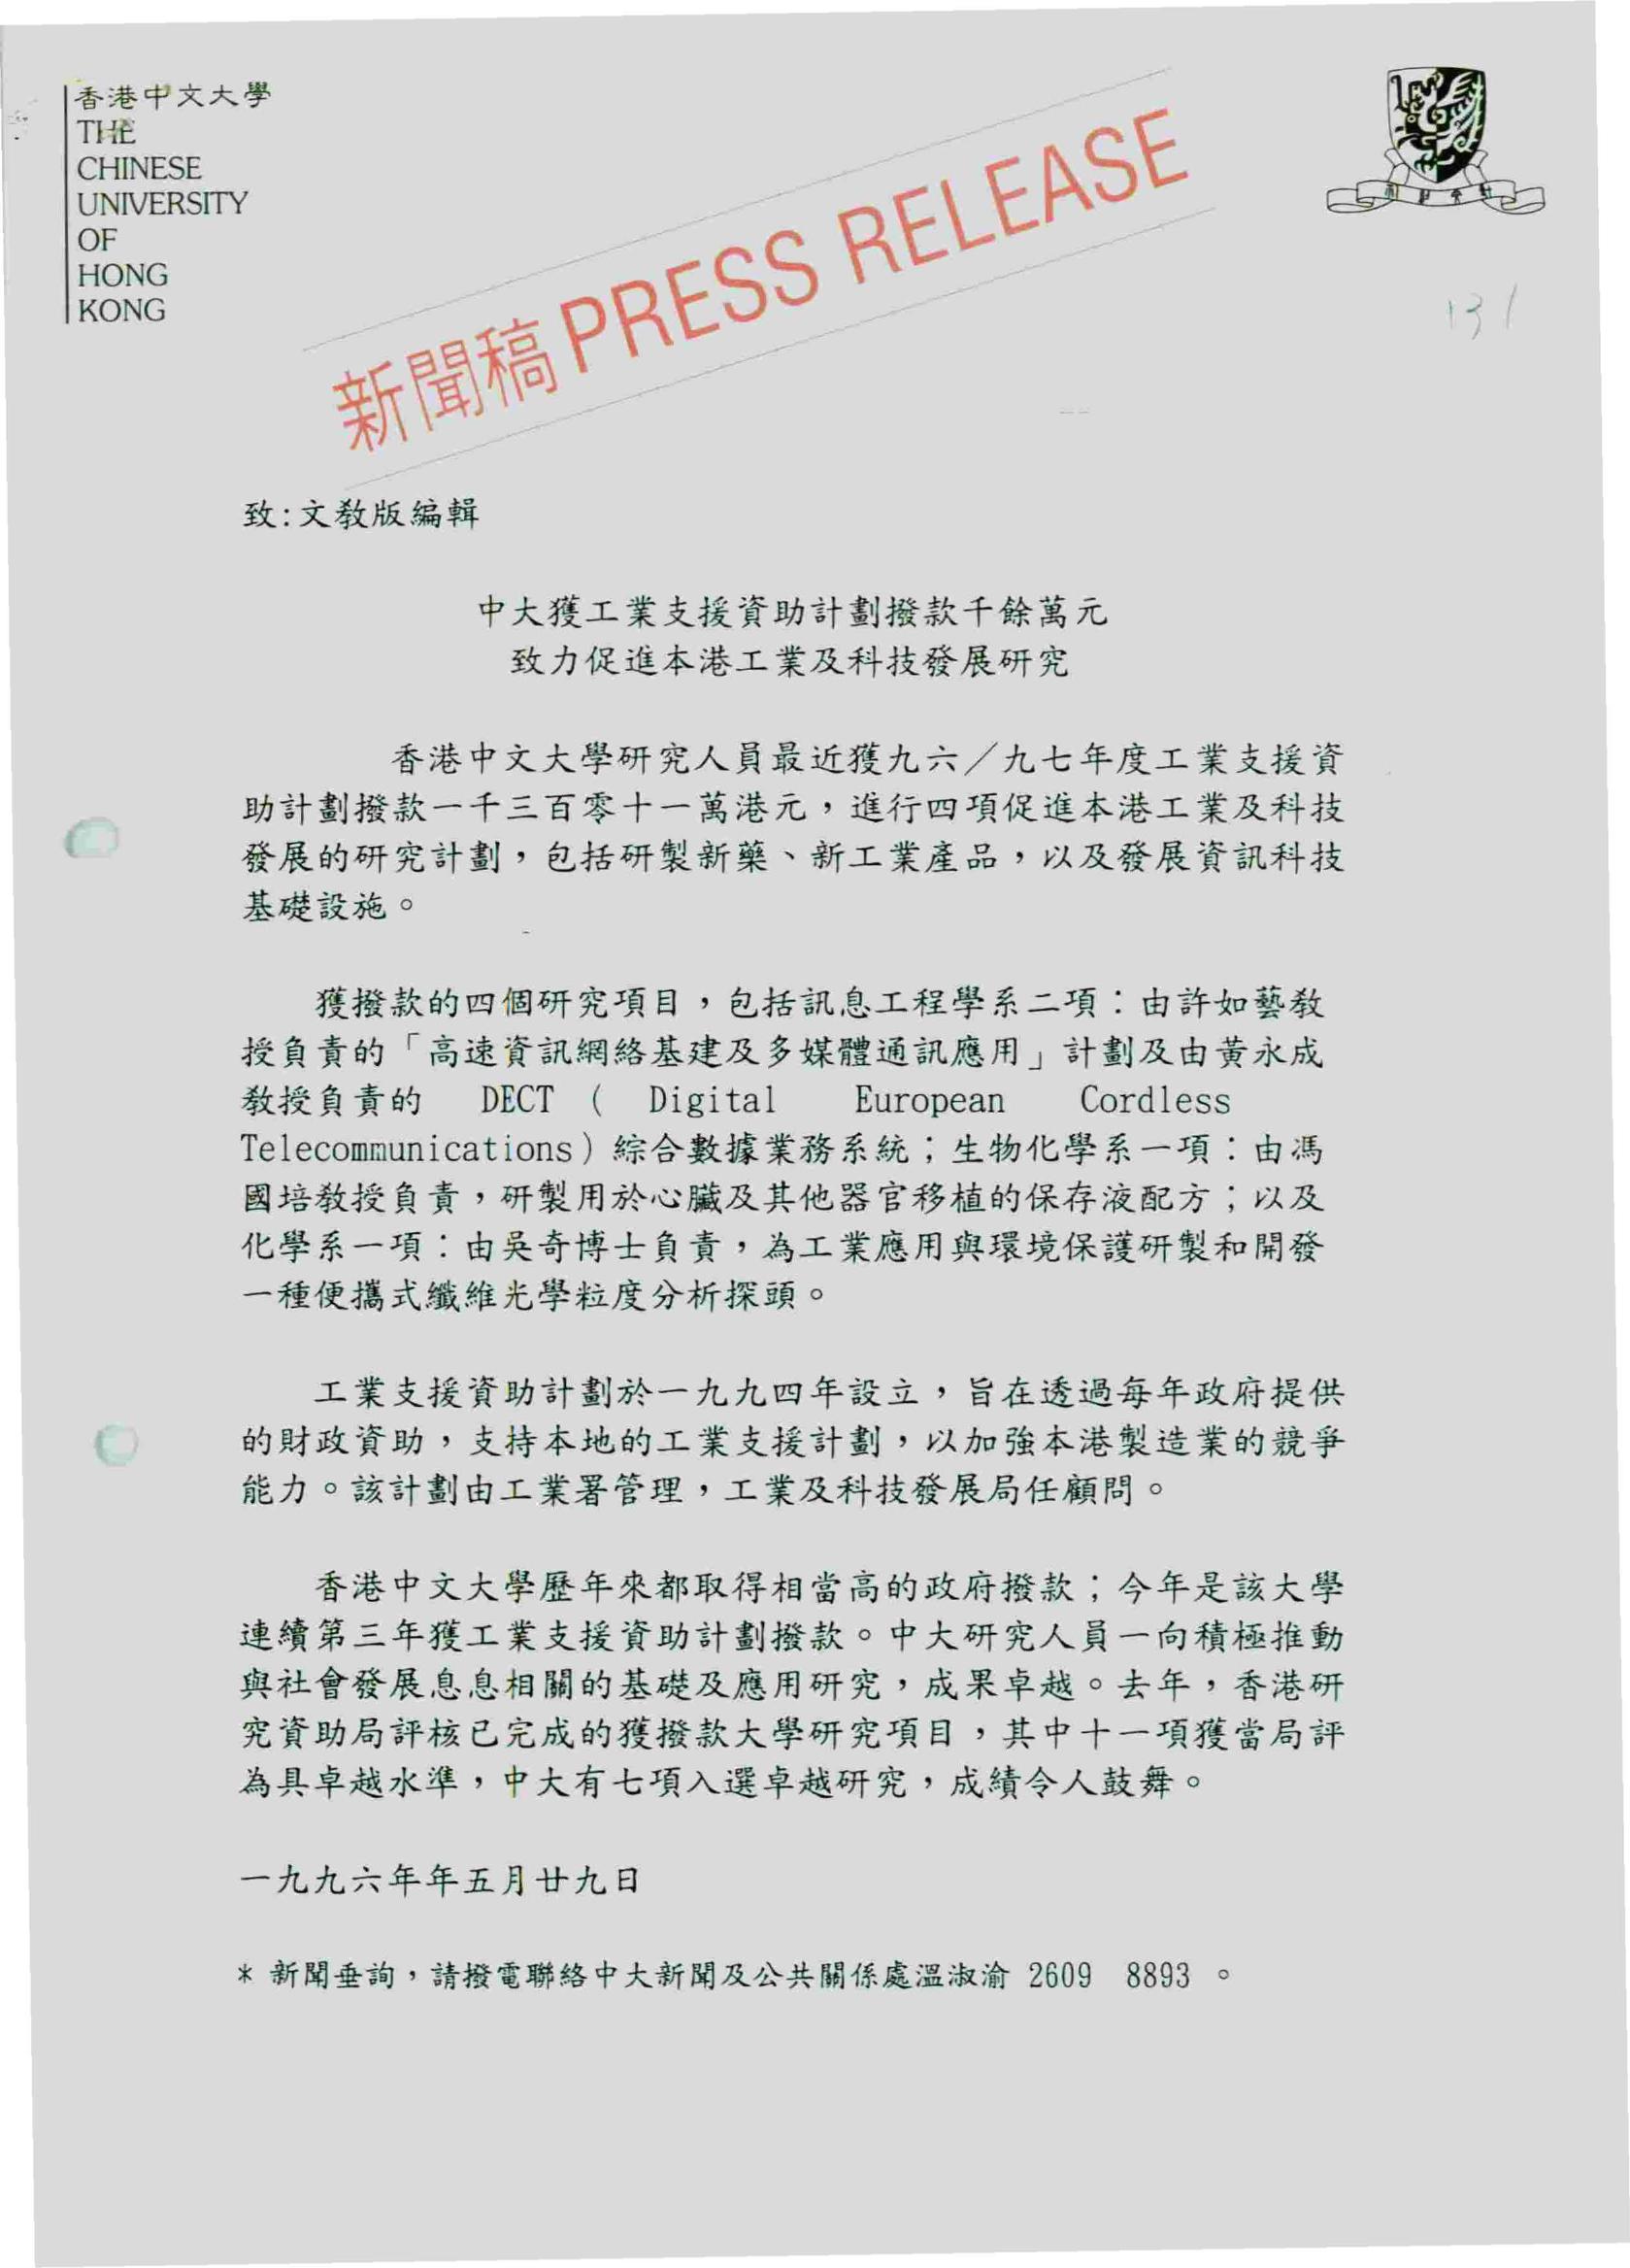 香港中文大學
THE
CHINESE
UNIVERSITY
OF
HONG
KONG
新聞稿 PRESS RELEASE
131
致:文教版編輯
中大獲工業支援資助計劃撥款千餘萬元
致力促進本港工業及科技發展研究
香港中文大學研究人員最近獲九六／九七年度工業支援資
助計劃撥款一千三百零十一萬港元，進行四項促進本港工業及科技
發展的研究計劃，包括研製新藥、新工業產品，以及發展資訊科技
基礎設施。
獲撥款的四個研究項目，包括訊息工程學系二項：由許如藝教
授負責的「高速資訊網絡基建及多媒體通訊應用」計劃及由黃永成
教授負責的 DECT ( Digital European Cordless
Telecommunications) 綜合數據業務系統；生物化學系一項：由馮
國培教授負責，研製用於心臟及其他器官移植的保存液配方；以及
化學系一項：由吳奇博士負責，為工業應用與環境保護研製和開發
一種便攜式纖維光學粒度分析探頭。
工業支援資助計劃於一九九四年設立，旨在透過每年政府提供
的財政資助，支持本地的工業支援計劃，以加強本港製造業的競爭
能力。該計劃由工業署管理，工業及科技發展局任顧問。
香港中文大學歷年來都取得相當高的政府撥款；今年是該大學
連續第三年獲工業支援資助計劃撥款。中大研究人員一向積極推動
與社會發展息息相關的基礎及應用研究，成果卓越。去年，香港研
究資助局評核已完成的獲撥款大學研究項目，其中十一項獲當局評
為具卓越水準，中大有七項入選卓越研究，成績令人鼓舞。
一九九六年年五月廿九日
* 新聞垂詢，請撥電聯絡中大新聞及公共關係處溫淑渝 2609 8893 。